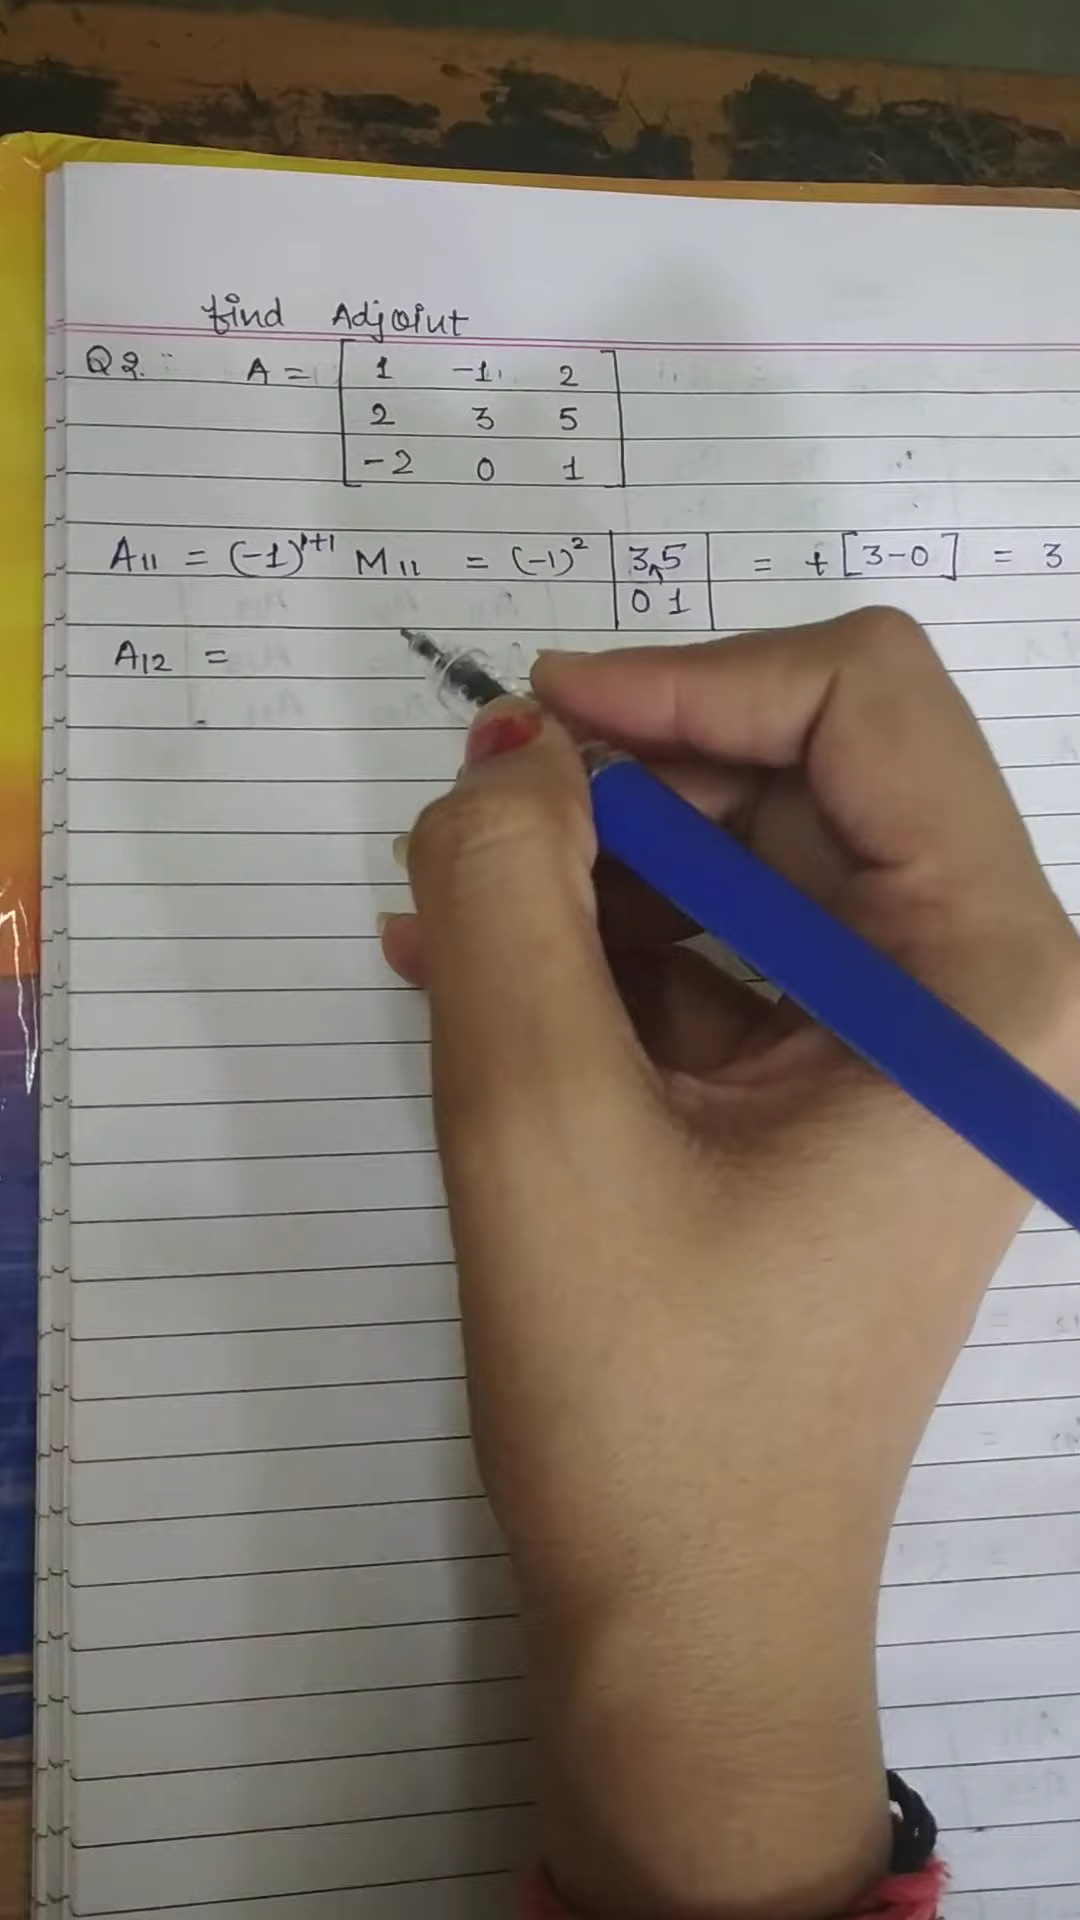 find Adjoint
Q2. A = [ 1 -1 2
2 3 5
-2 0 1 ]
A11 = (-1)^1+1 M11 = (-1)^2 | 3 5 | = + [3-0] = 3
| 0 1 |
A12 =